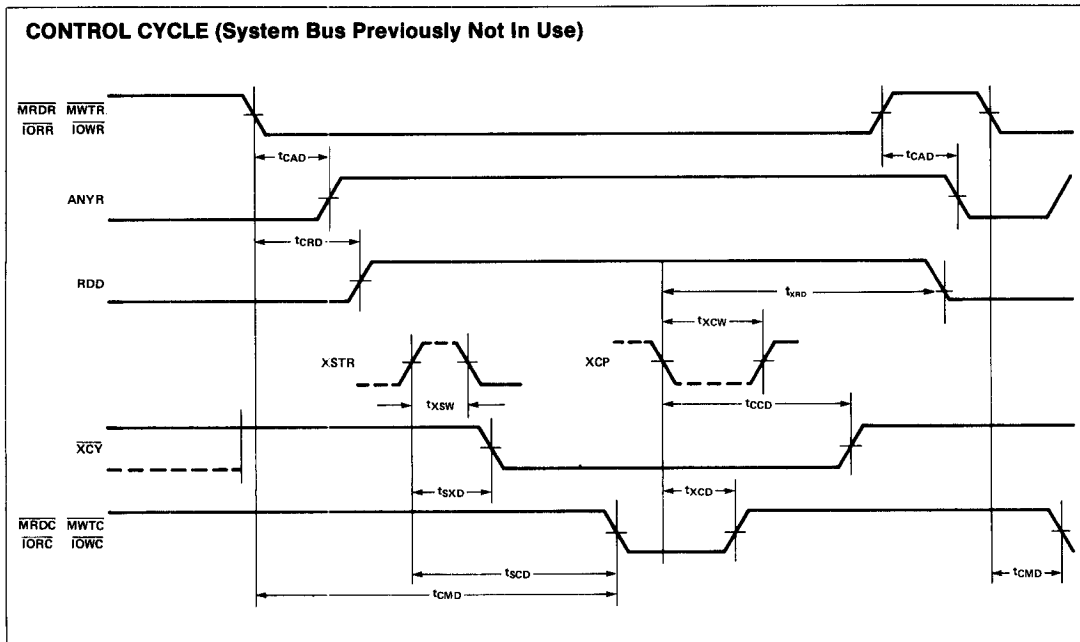 CONTROL CYCLE (System Bus Previously Not In Use)
MRDR MWTR
IORR IOWR
tCAD
tCAD
ANYR
tCRD
RDD
tXRD
tXCW
XSTR
XCP
tXSW
tCCD
XCY
tSXD
tXCD
MRDC MWTC
IORC IOWC
tSCD
tCMD
tCMD